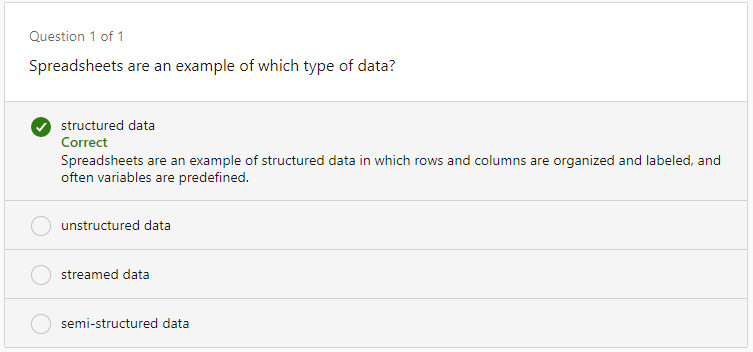 Question 1 of 1
Spreadsheets are an example of which type of data?
structured data
Correct
Spreadsheets are an example of structured data in which rows and columns are organized and labeled, and
often variables are predefined.
unstructured data
streamed data
semi-structured data